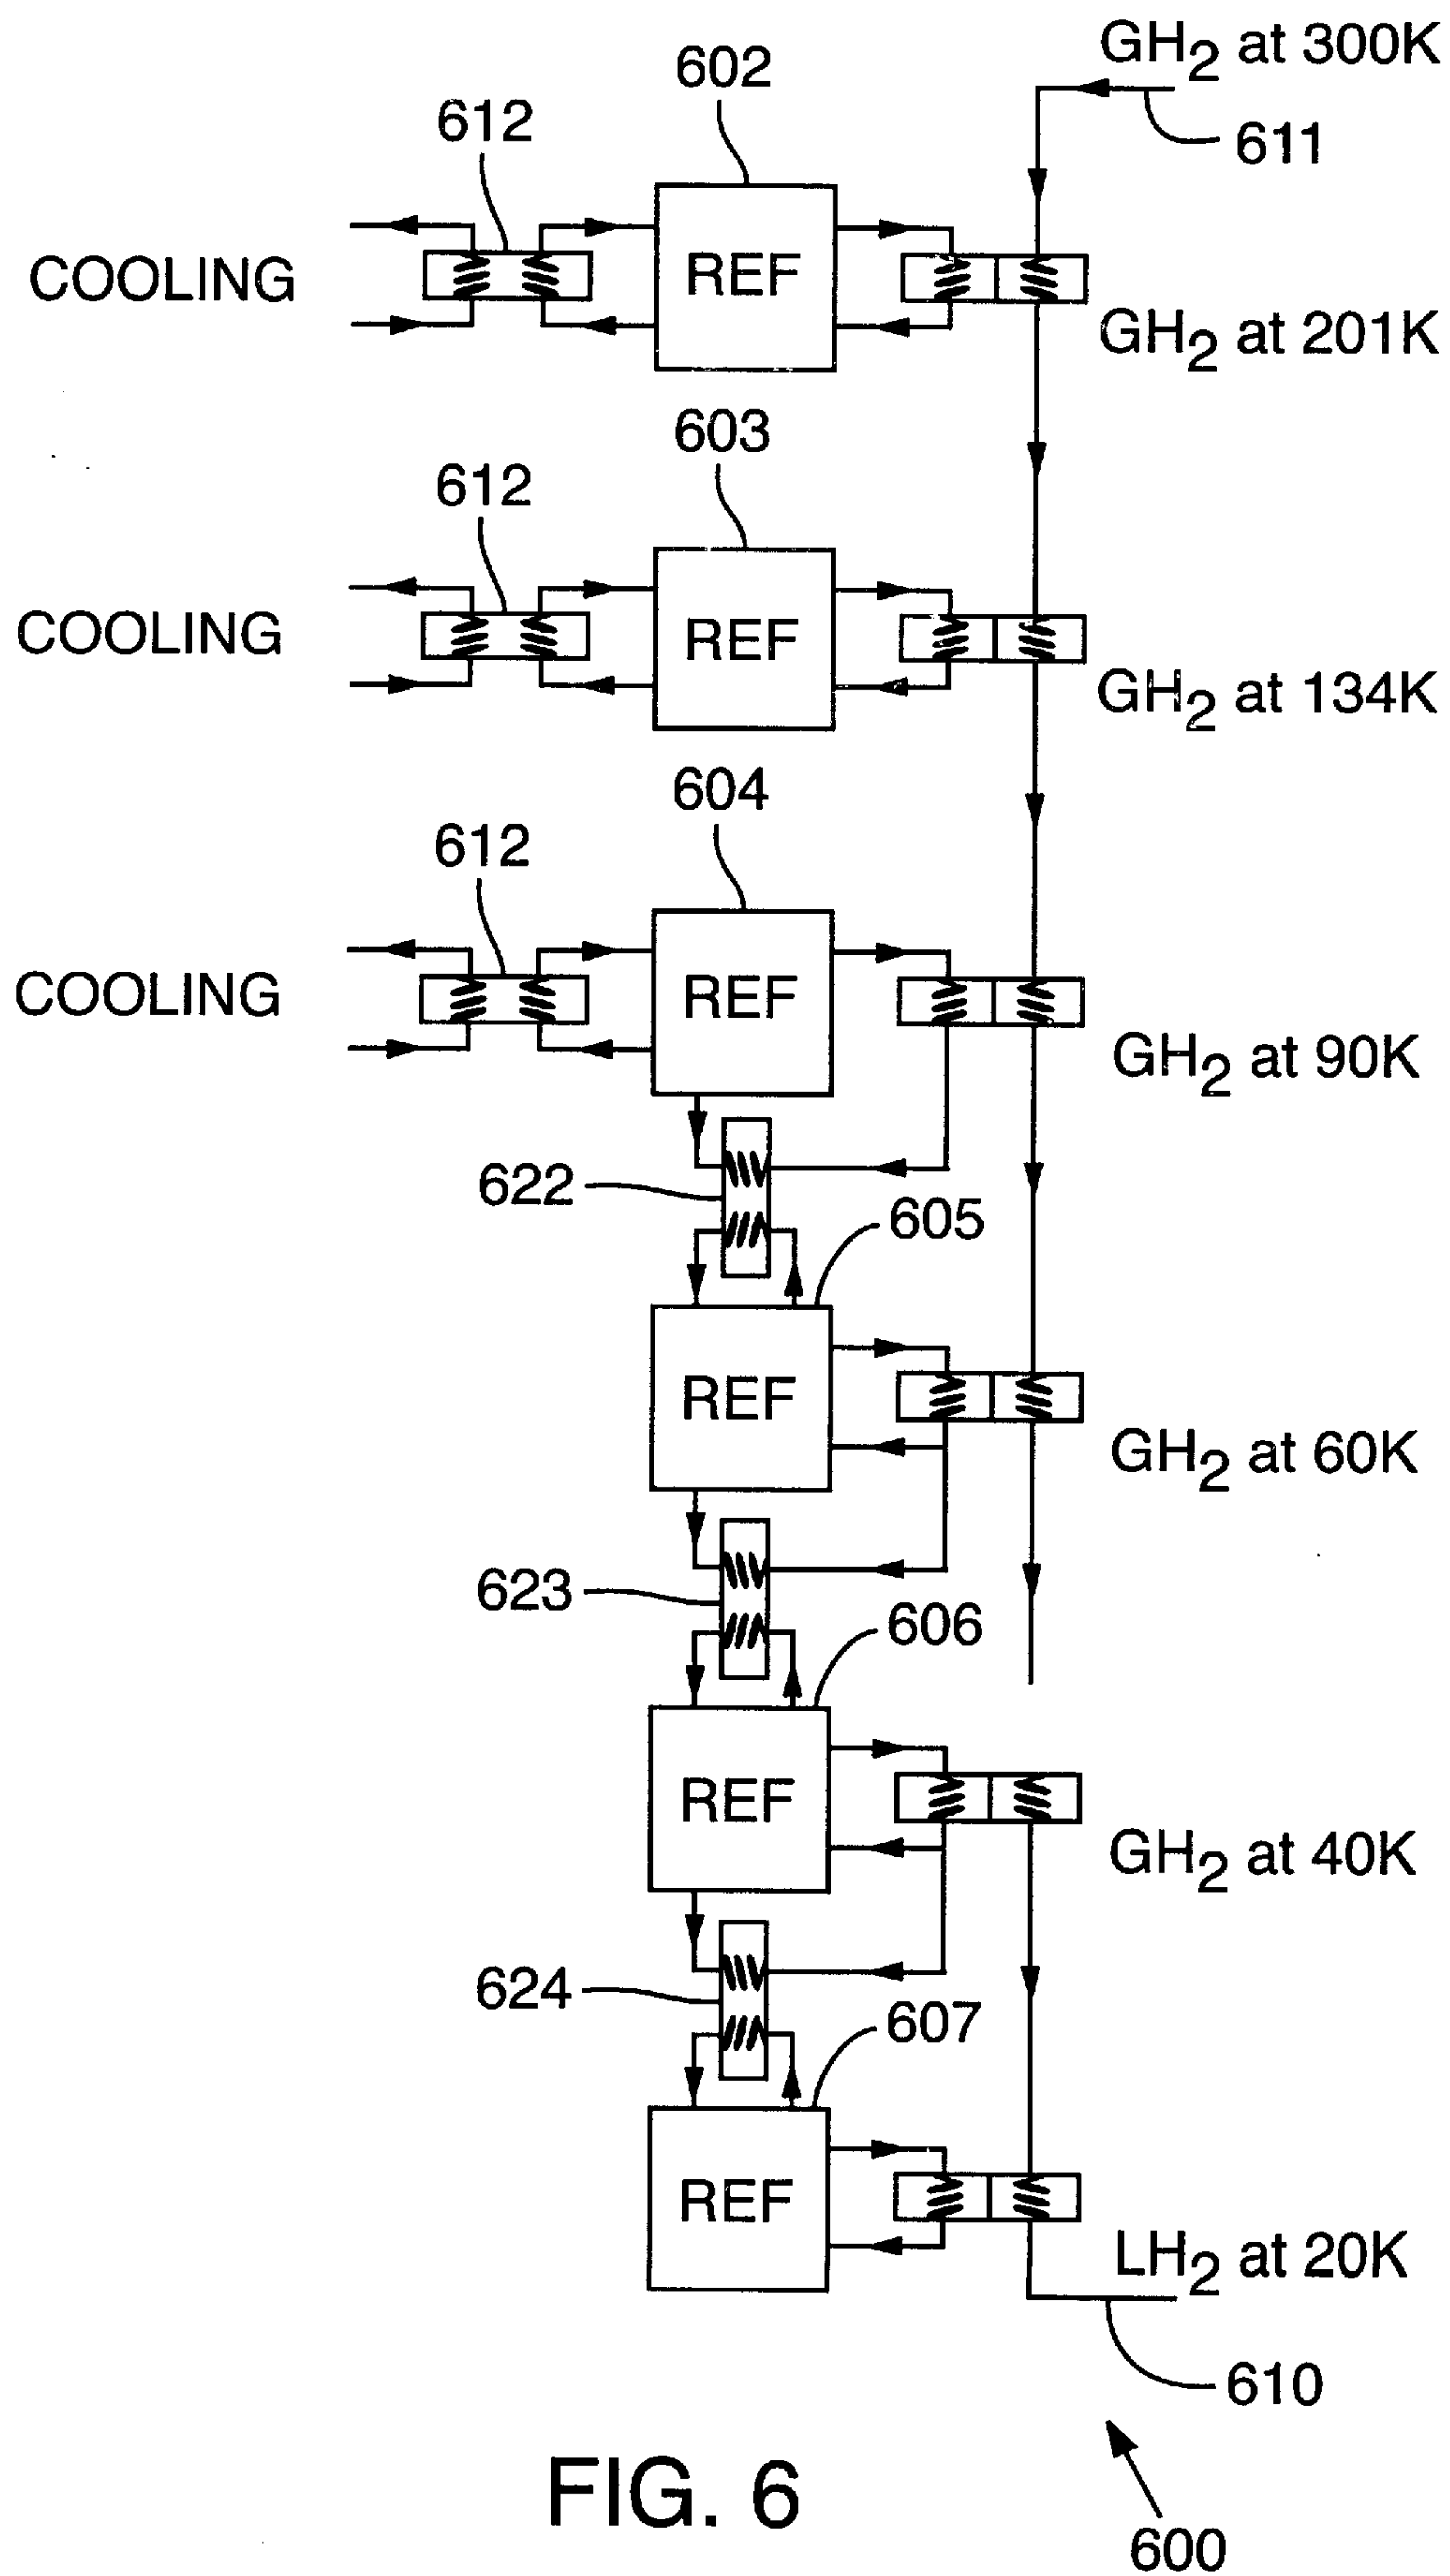 GH2 at 300K
602
611
612
COOLING
REF
GH2 at 201K
603
612
COOLING
REF
GH2 at 134K
604
612
COOLING
REF
GH2 at 90K
622
605
REF
GH2 at 60K
623
606
REF
GH2 at 40K
624
607
REF
LH2 at 20K
610
FIG. 6
600